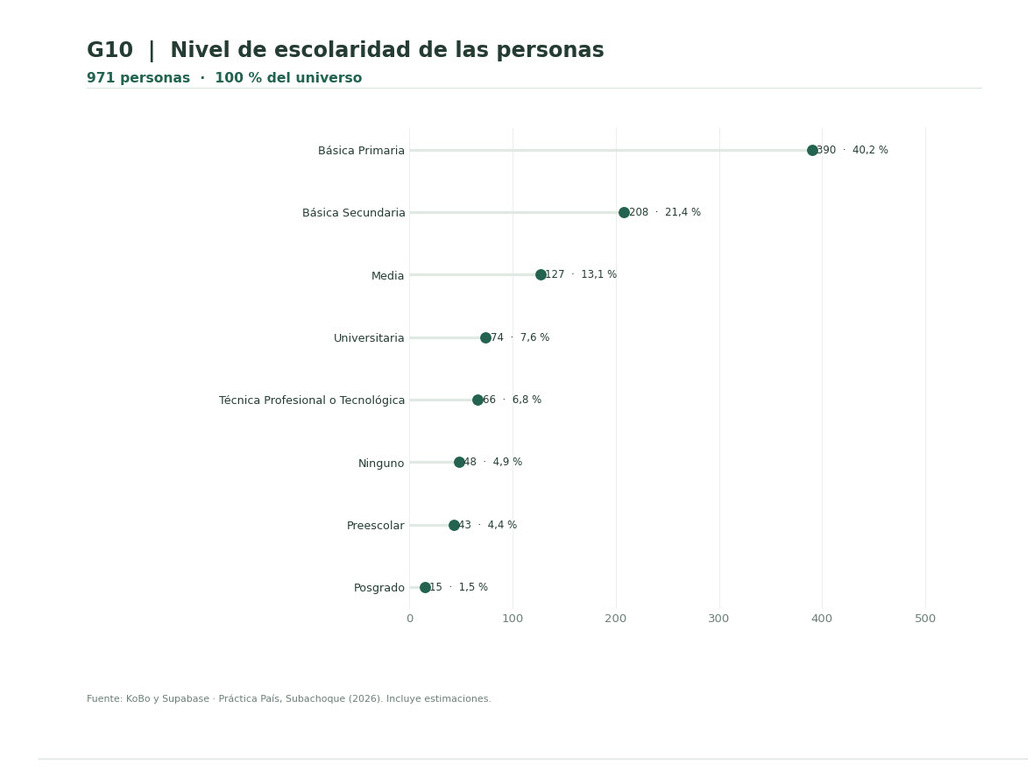 G10 | Nivel de escolaridad de las personas
971 personas · 100 % del universo
Básica Primaria 390 · 40,2 %
Básica Secundaria 208 · 21,4 %
Media 127 · 13,1 %
Universitaria 74 · 7,6 %
Técnica Profesional o Tecnológica 66 · 6,8 %
Ninguno 48 · 4,9 %
Preescolar 43 · 4,4 %
Posgrado 15 · 1,5 %
0 100 200 300 400 500
Fuente: KoBo y Supabase · Práctica País, Subachoque (2026). Incluye estimaciones.